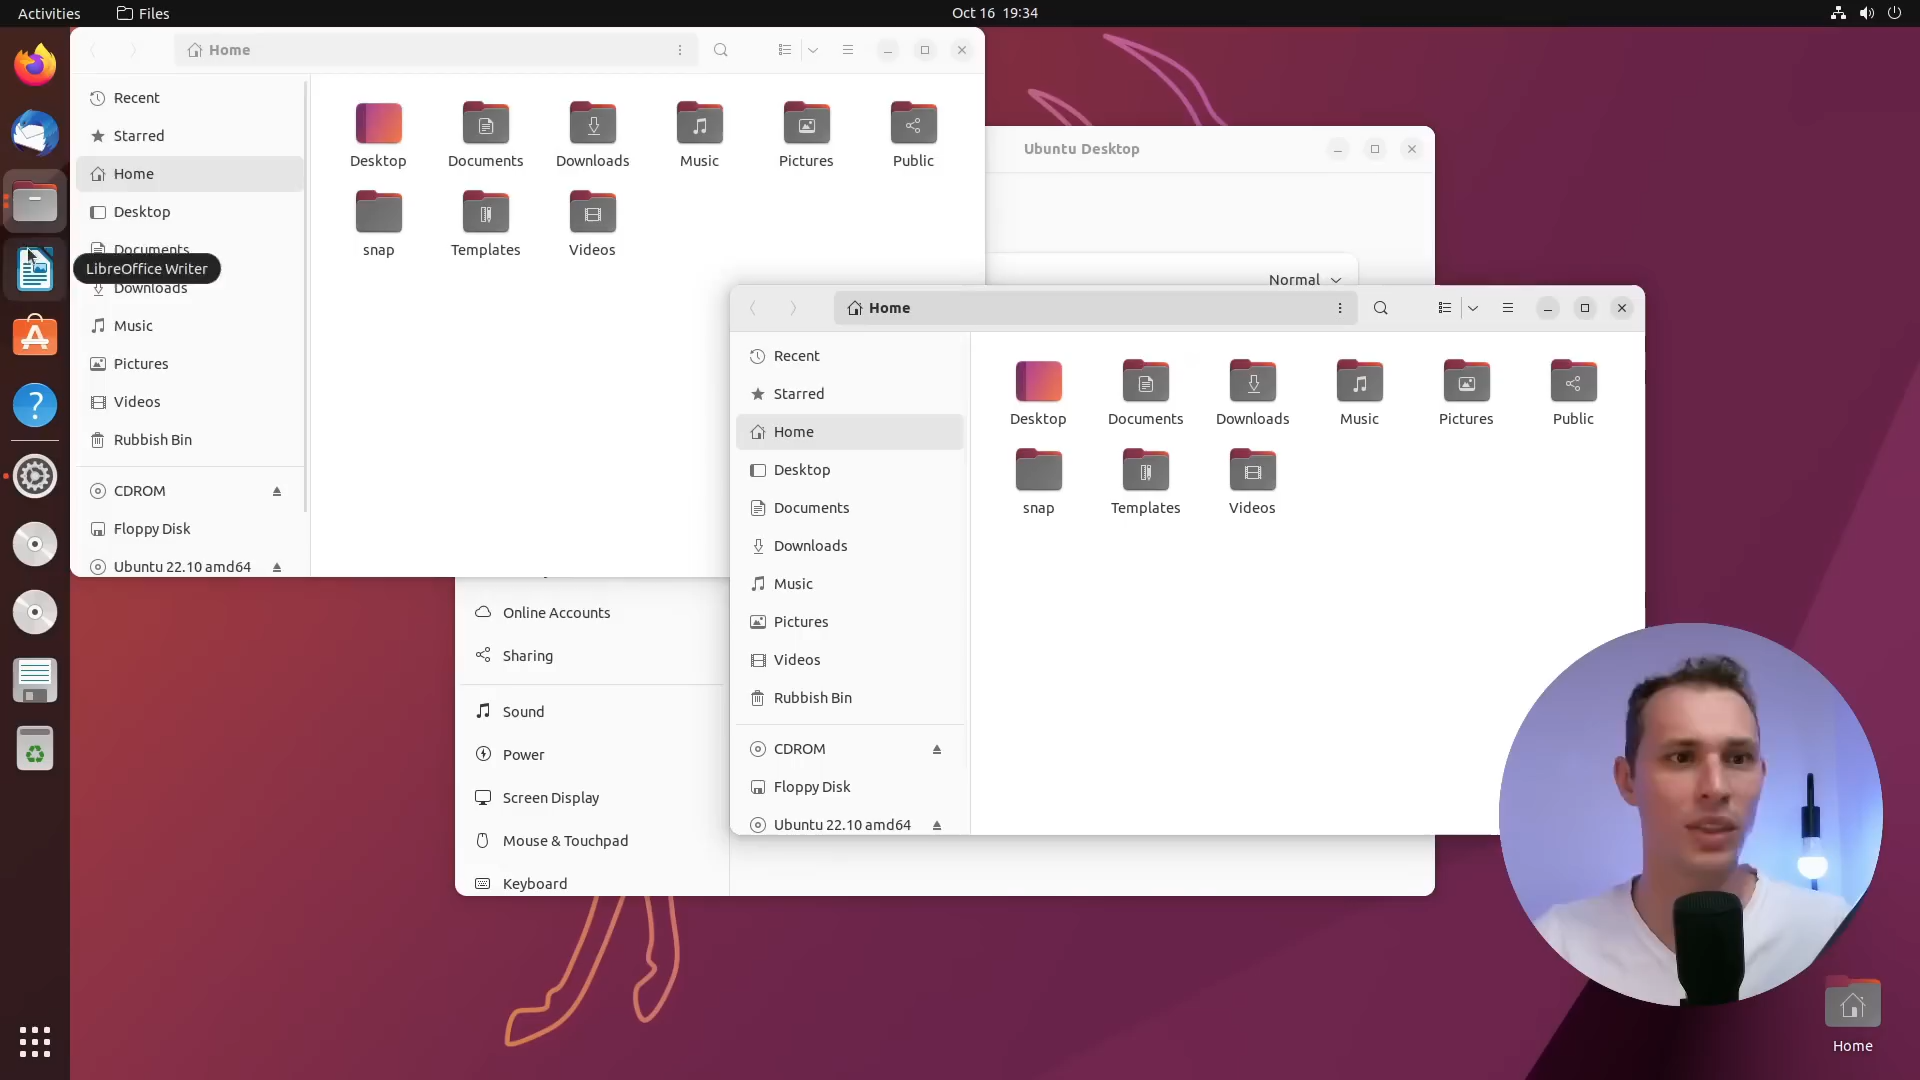 Activities
Files
Oct 16 19:34
Home
Recent
Starred
Home
Desktop
Documents
LibreOffice Writer
Downloads
Music
Pictures
Videos
Rubbish Bin
CDROM
Floppy Disk
Ubuntu 22.10 amd64
Desktop
Documents
Downloads
Music
Pictures
Public
snap
Templates
Videos
Ubuntu Desktop
Normal
Online Accounts
Sharing
Sound
Power
Screen Display
Mouse & Touchpad
Keyboard
Home
Recent
Starred
Home
Desktop
Documents
Downloads
Music
Pictures
Videos
Rubbish Bin
CDROM
Floppy Disk
Ubuntu 22.10 amd64
Desktop
Documents
Downloads
Music
Pictures
Public
snap
Templates
Videos
Home